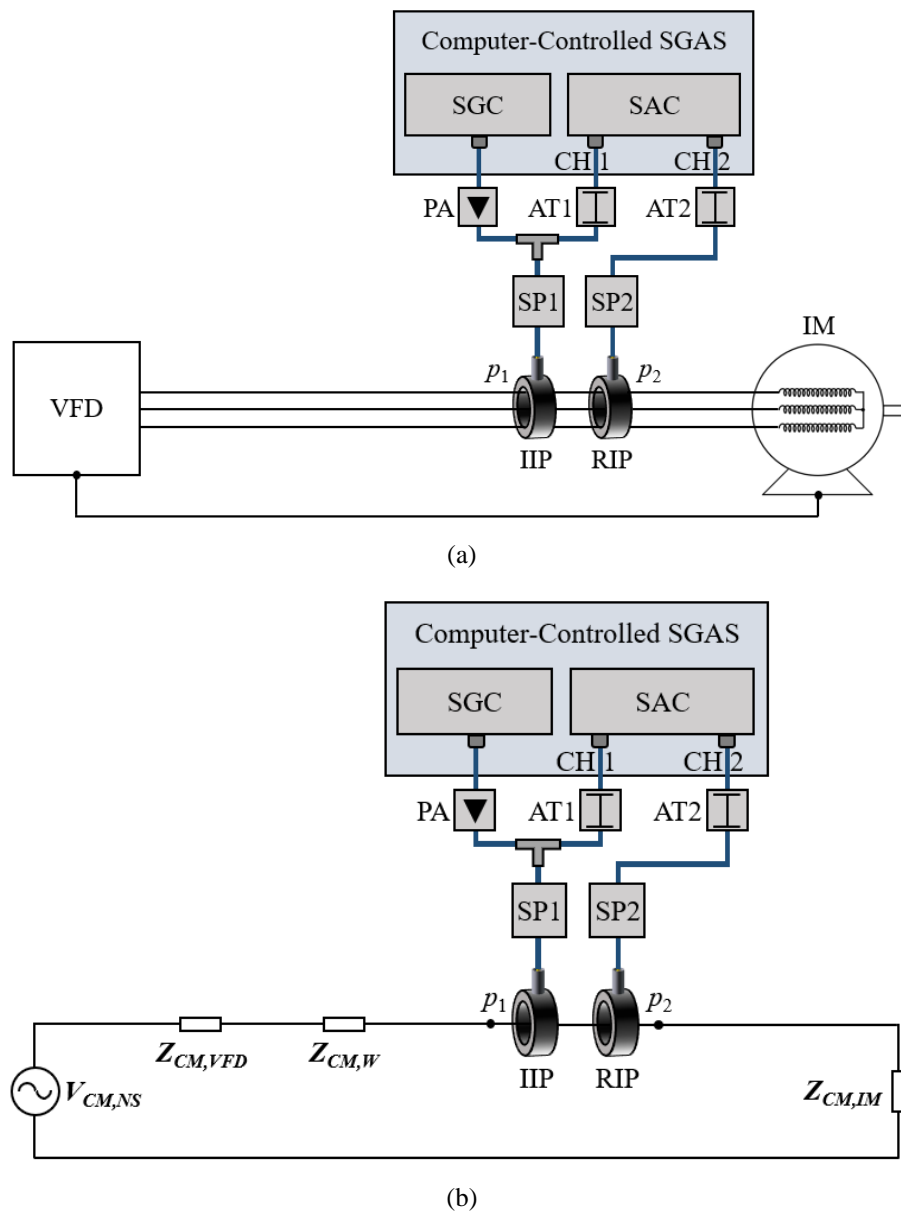 Computer-Controlled SGAS
SGC SAC
CH 1 CH 2
PA AT1 AT2
SP1 SP2
IM
p1 p2
VFD
IIP RIP
(a)
Computer-Controlled SGAS
SGC SAC
CH 1 CH 2
PA AT1 AT2
SP1 SP2
p1 p2
ZCM,VFD ZCM,W
IIP RIP
VCM,NS ZCM,IM
(b)